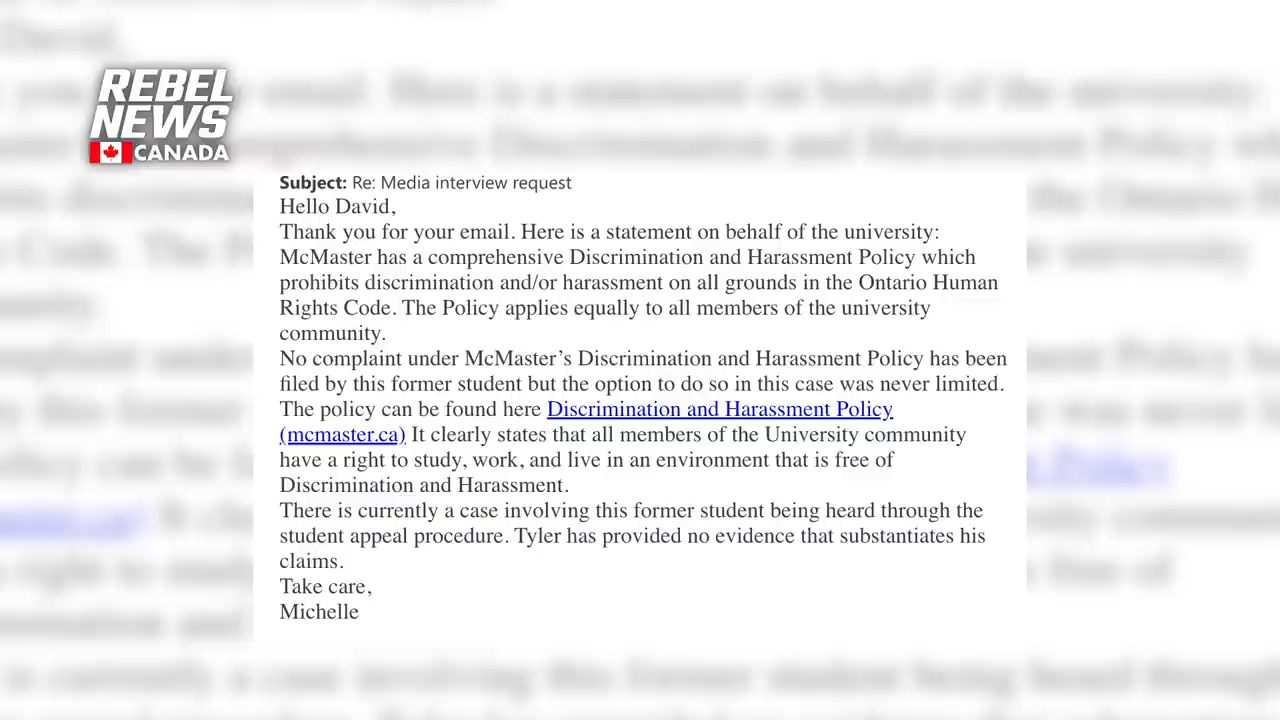 REBEL
NEWS
CANADA
Subject: Re: Media interview request
Hello David,
Thank you for your email. Here is a statement on behalf of the university:
McMaster has a comprehensive Discrimination and Harassment Policy which
prohibits discrimination and/or harassment on all grounds in the Ontario Human
Rights Code. The Policy applies equally to all members of the university
community.
No complaint under McMaster’s Discrimination and Harassment Policy has been
filed by this former student but the option to do so in this case was never limited.
The policy can be found here Discrimination and Harassment Policy
(mcmaster.ca) It clearly states that all members of the University community
have a right to study, work, and live in an environment that is free of
Discrimination and Harassment.
There is currently a case involving this former student being heard through the
student appeal procedure. Tyler has provided no evidence that substantiates his
claims.
Take care,
Michelle